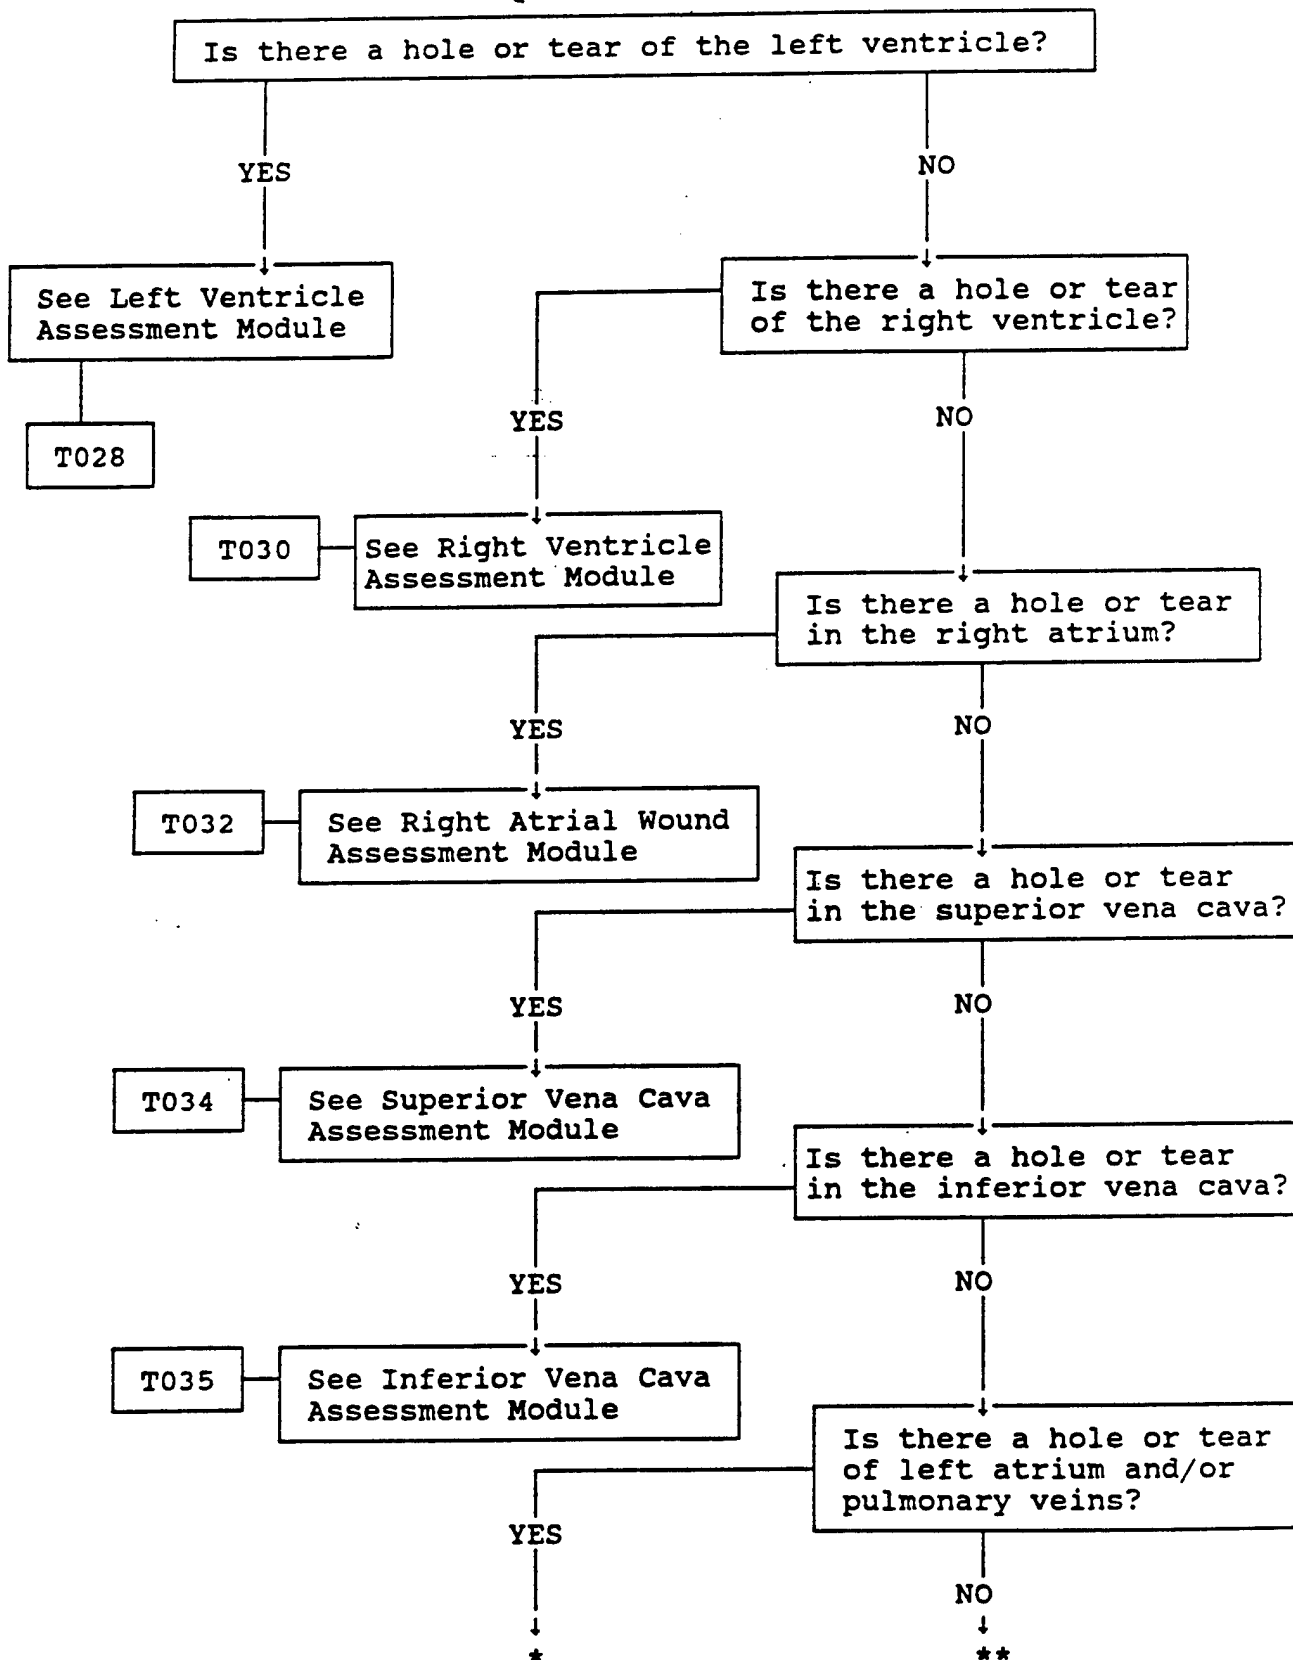 Is there a hole or tear of the left ventricle?
YES
NO
See Left Ventricle
Assessment Module
Is there a hole or tear
of the right ventricle?
T028
YES
NO
T030
See Right Ventricle
Assessment Module
Is there a hole or tear
in the right atrium?
YES
NO
T032
See Right Atrial Wound
Assessment Module
Is there a hole or tear
in the superior vena cava?
YES
NO
T034
See Superior Vena Cava
Assessment Module
Is there a hole or tear
in the inferior vena cava?
YES
NO
T035
See Inferior Vena Cava
Assessment Module
Is there a hole or tear
of left atrium and/or
pulmonary veins?
YES
NO
*
**